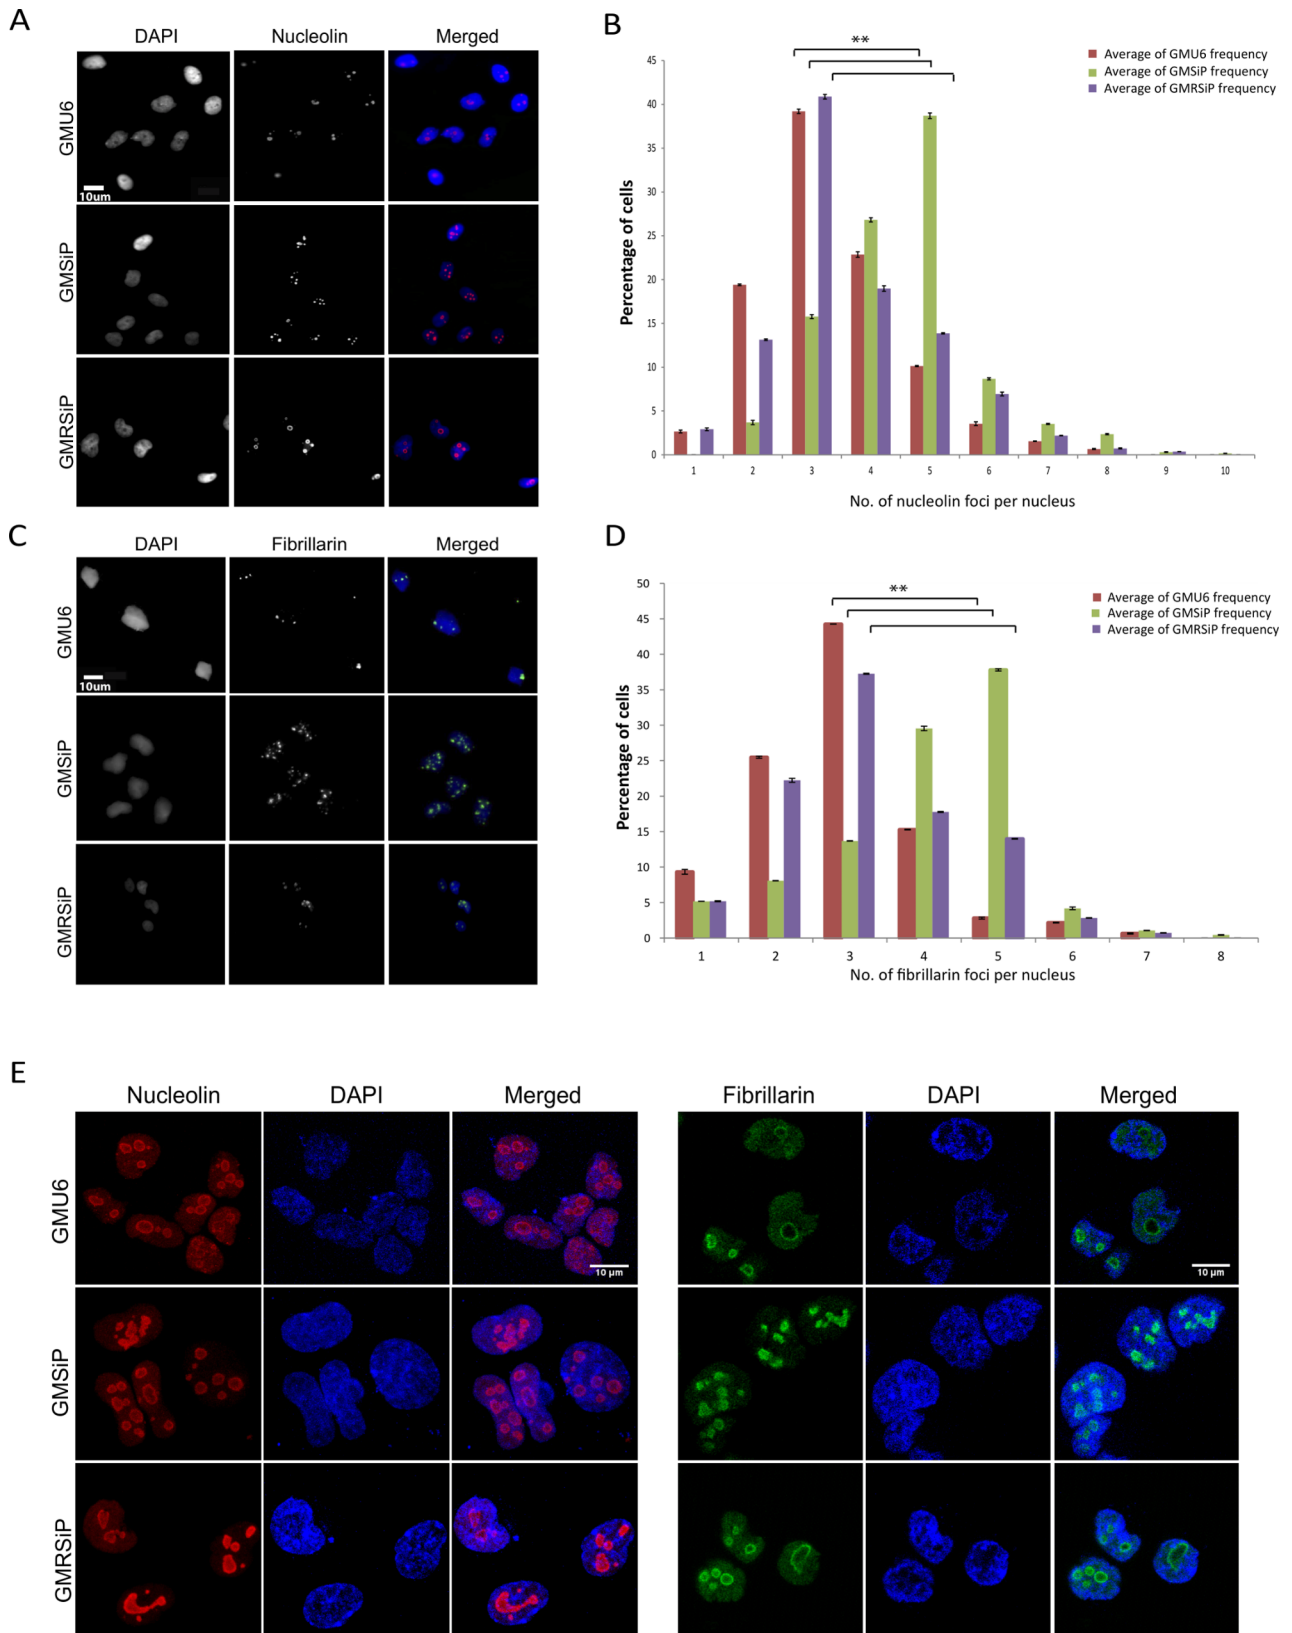 A
DAPI Nucleolin Merged
GMU6
10um
GMSiP
GMRSiP
B
**
Average of GMU6 frequency
Average of GMSiP frequency
Average of GMRSiP frequency
Percentage of cells
45
40
35
30
25
20
15
10
5
0
1 2 3 4 5 6 7 8 9 10
No. of nucleolin foci per nucleus
C
DAPI Fibrillarin Merged
GMU6
10um
GMSiP
GMRSiP
D
**
Average of GMU6 frequency
Average of GMSiP frequency
Average of GMRSiP frequency
Percentage of cells
50
45
40
35
30
25
20
15
10
5
0
1 2 3 4 5 6 7 8
No. of fibrillarin foci per nucleus
E
Nucleolin DAPI Merged Fibrillarin DAPI Merged
GMU6
10 µm 10 µm
GMSiP
GMRSiP